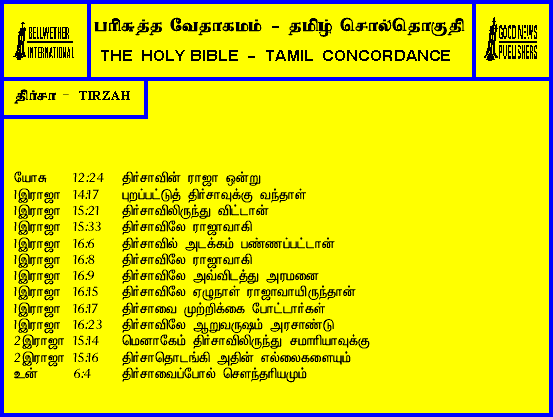 BELLWETHER
INTERNATIONAL
பரிசுத்த வேதாகமம் - தமிழ் சொல்தொகுதி
THE HOLY BIBLE - TAMIL CONCORDANCE
GOOD NEWS
PUBLISHERS
திர்சா - TIRZAH
யோசு 12:24 திர்சாவின் ராஜா ஒன்று
1இராஜா 14:17 புறப்பட்டுத் திர்சாவுக்கு வந்தாள்
1இராஜா 15:21 திர்சாவிலிருந்து விட்டான்
1இராஜா 15:33 திர்சாவிலே ராஜாவாகி
1இராஜா 16:6 திர்சாவில் அடக்கம் பண்ணப்பட்டான்
1இராஜா 16:8 திர்சாவிலே ராஜாவாகி
1இராஜா 16:9 திர்சாவிலே அவ்விடத்து அரமனை
1இராஜா 16:15 திர்சாவிலே ஏழுநாள் ராஜாவாயிருந்தான்
1இராஜா 16:17 திர்சாவை முற்றிக்கை போட்டார்கள்
1இராஜா 16:23 திர்சாவிலே ஆறுவருஷம் அரசாண்டு
2இராஜா 15:14 மெனாகேம் திர்சாவிலிருந்து சமாரியாவுக்கு
2இராஜா 15:16 திர்சாதொடங்கி அதின் எல்லைகளையும்
உன் 6:4 திர்சாவைப்போல் சௌந்தரியமும்